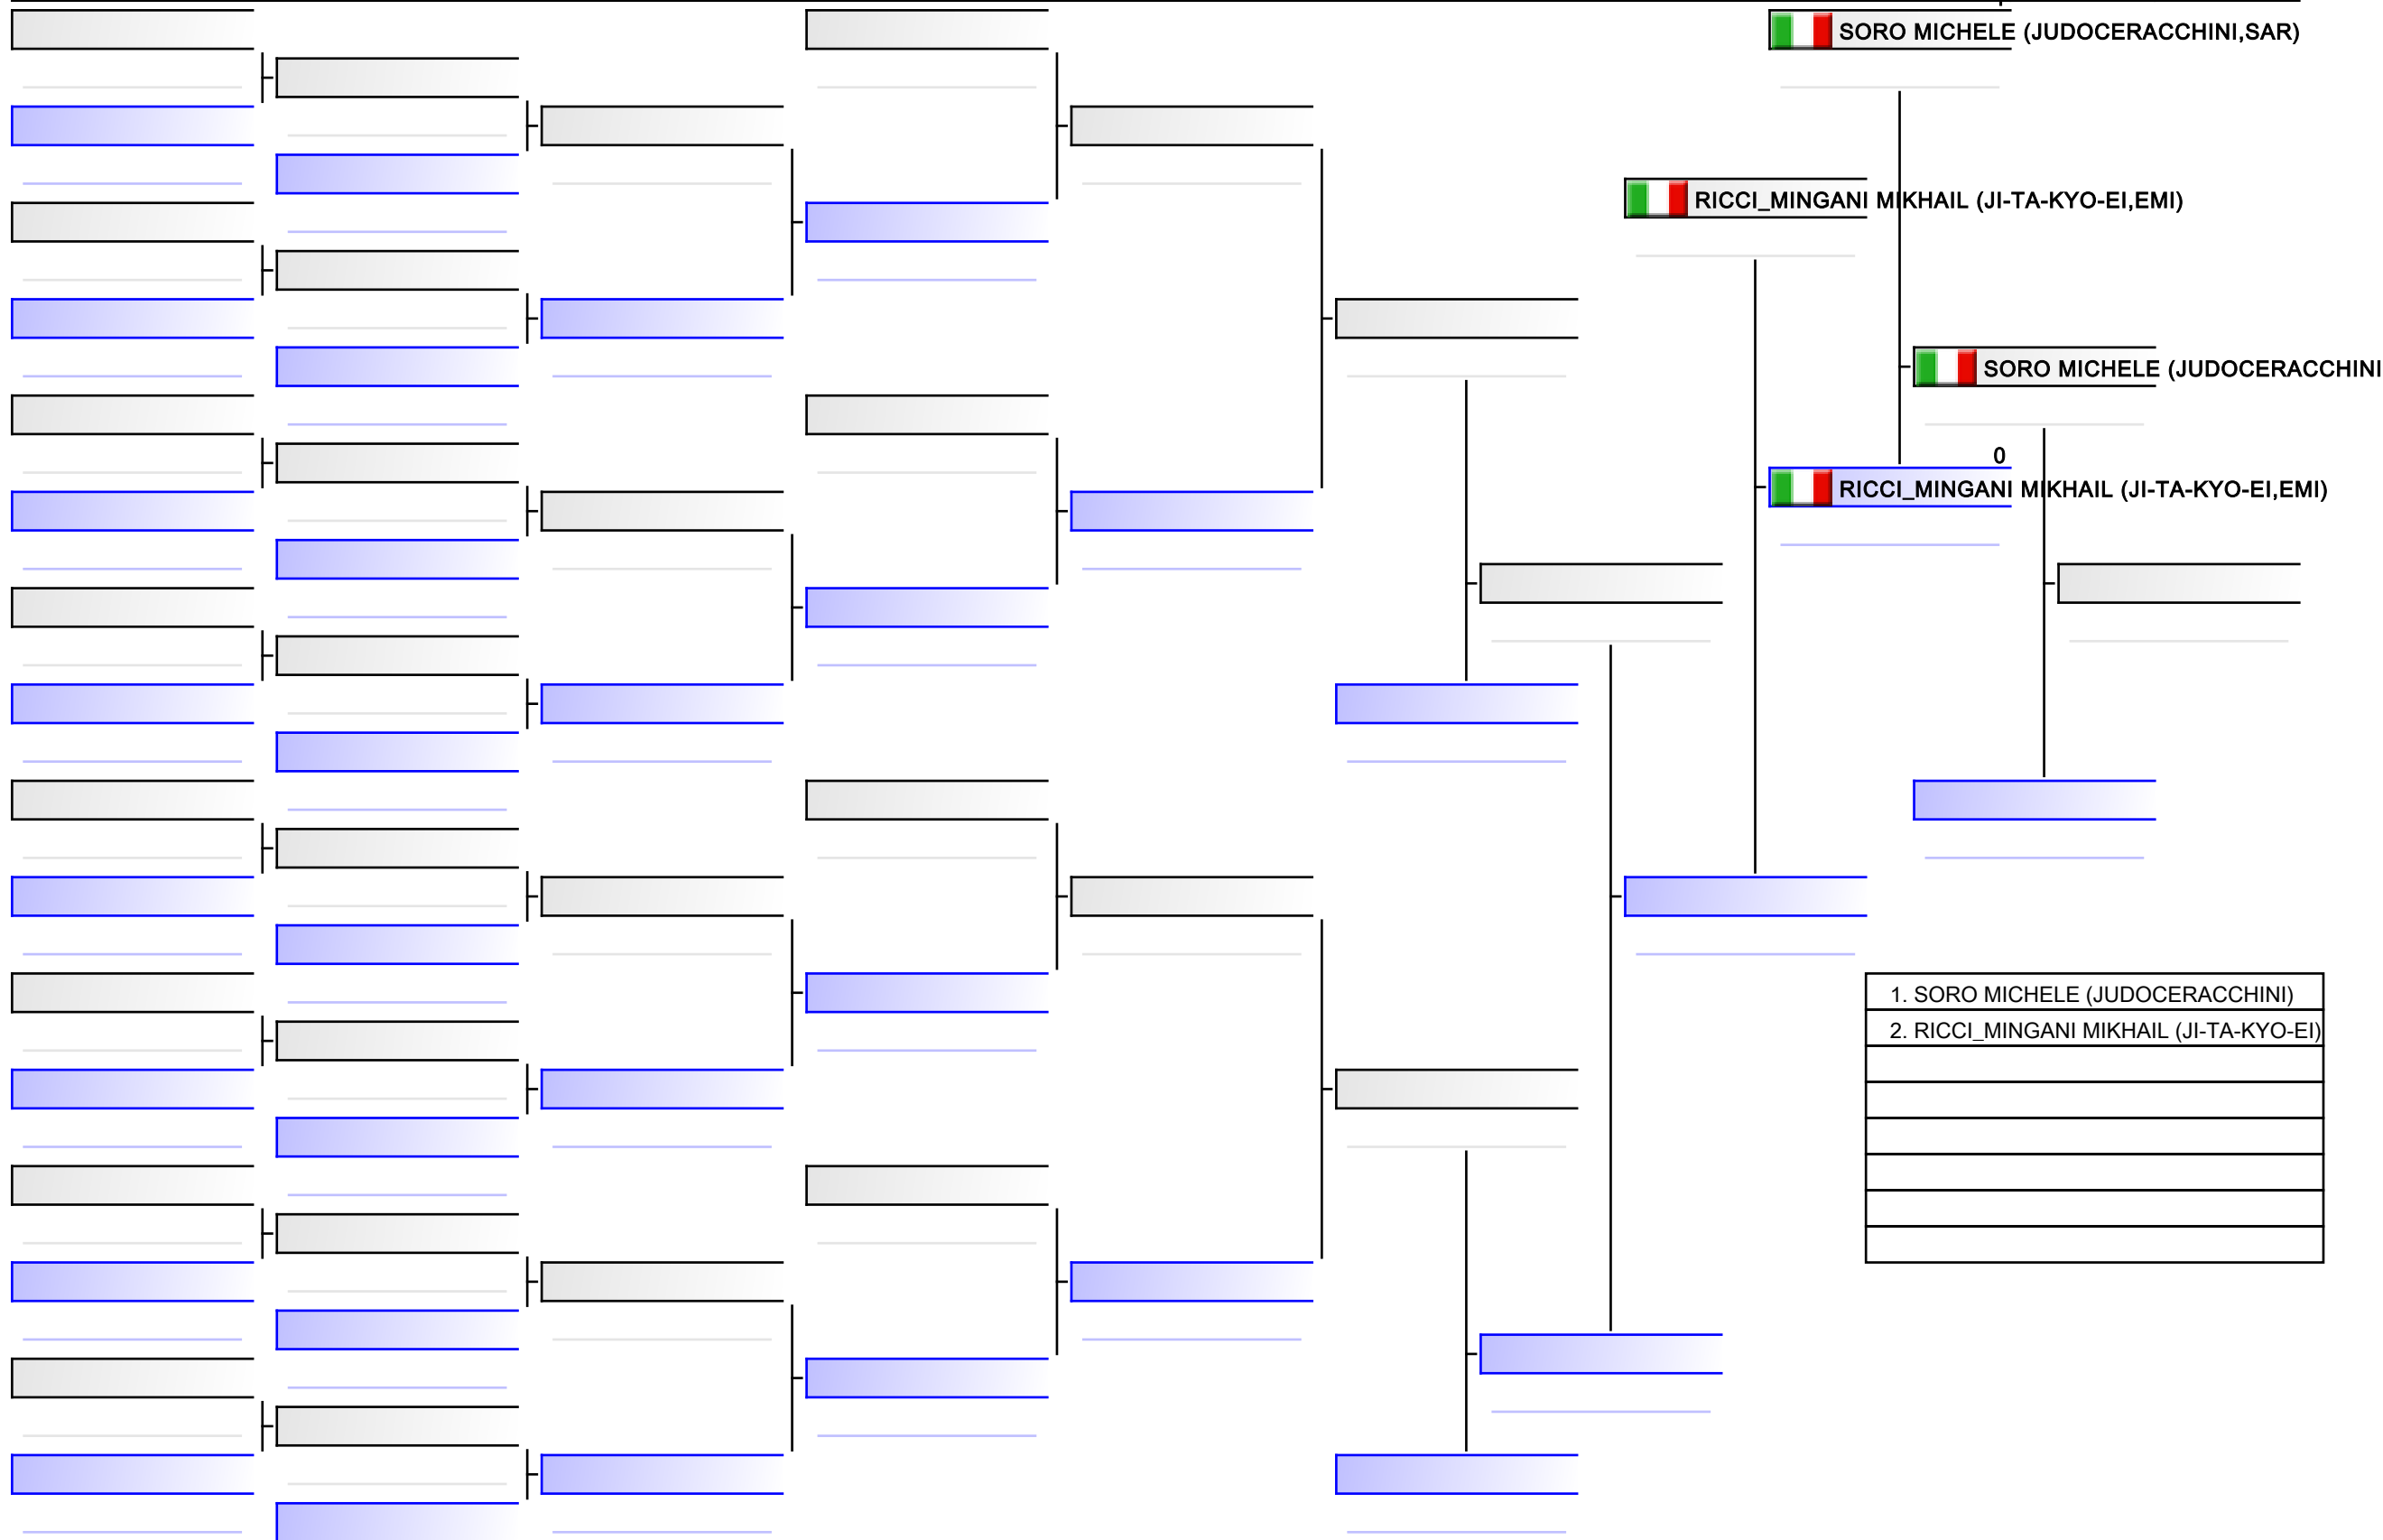 SORO MICHELE (JUDOCERACCHINI,SAR)
RICCI_MINGANI MIKHAIL (JI-TA-KYO-EI,EMI)
SORO MICHELE (JUDOCERACCHINI
0
RICCI_MINGANI MIKHAIL (JI-TA-KYO-EI,EMI)
1. SORO MICHELE (JUDOCERACCHINI)
2. RICCI_MINGANI MIKHAIL (JI-TA-KYO-EI)